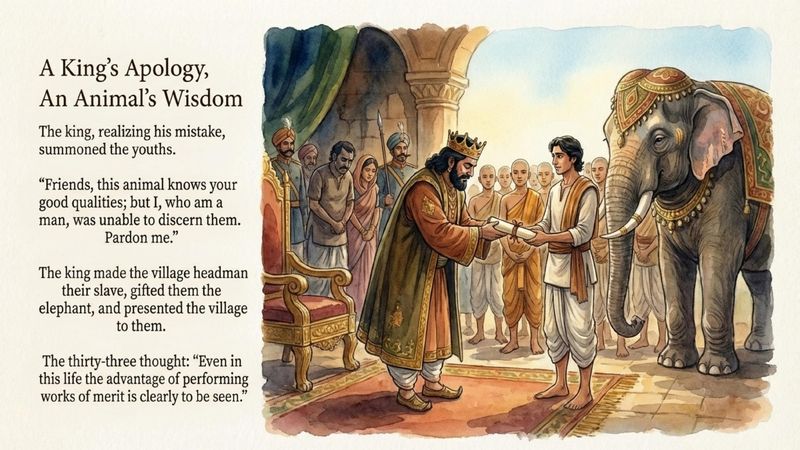 A King’s Apology,
An Animal’s Wisdom
The king, realizing his mistake,
summoned the youths.
“Friends, this animal knows your
good qualities; but I, who am a
man, was unable to discern them.
Pardon me.”
The king made the village headman
their slave, gifted them the
elephant, and presented the village
to them.
The thirty-three thought: “Even in
this life the advantage of performing
works of merit is clearly to be seen.”